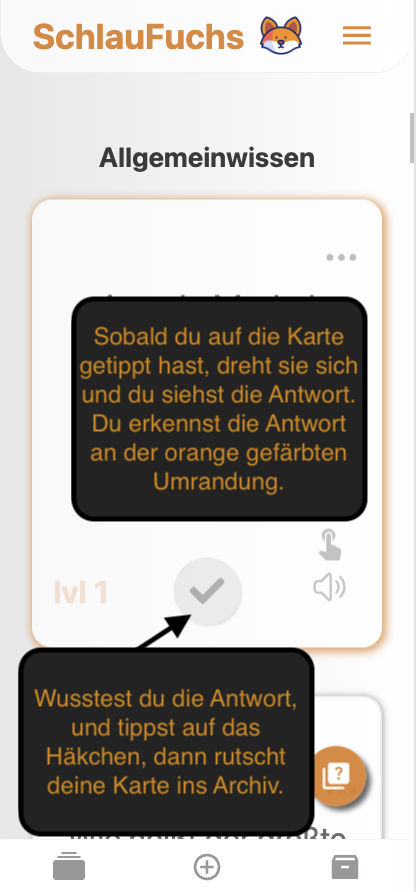 SchlauFuchs
Allgemeinwissen
Sobald du auf die Karte
getippt hast, dreht sie sich
und du siehst die Antwort.
Du erkennst die Antwort
an der orange gefärbten
Umrandung.
lvl 1
Wusstest du die Antwort,
und tippst auf das
Häkchen, dann rutscht
deine Karte ins Archiv.
?